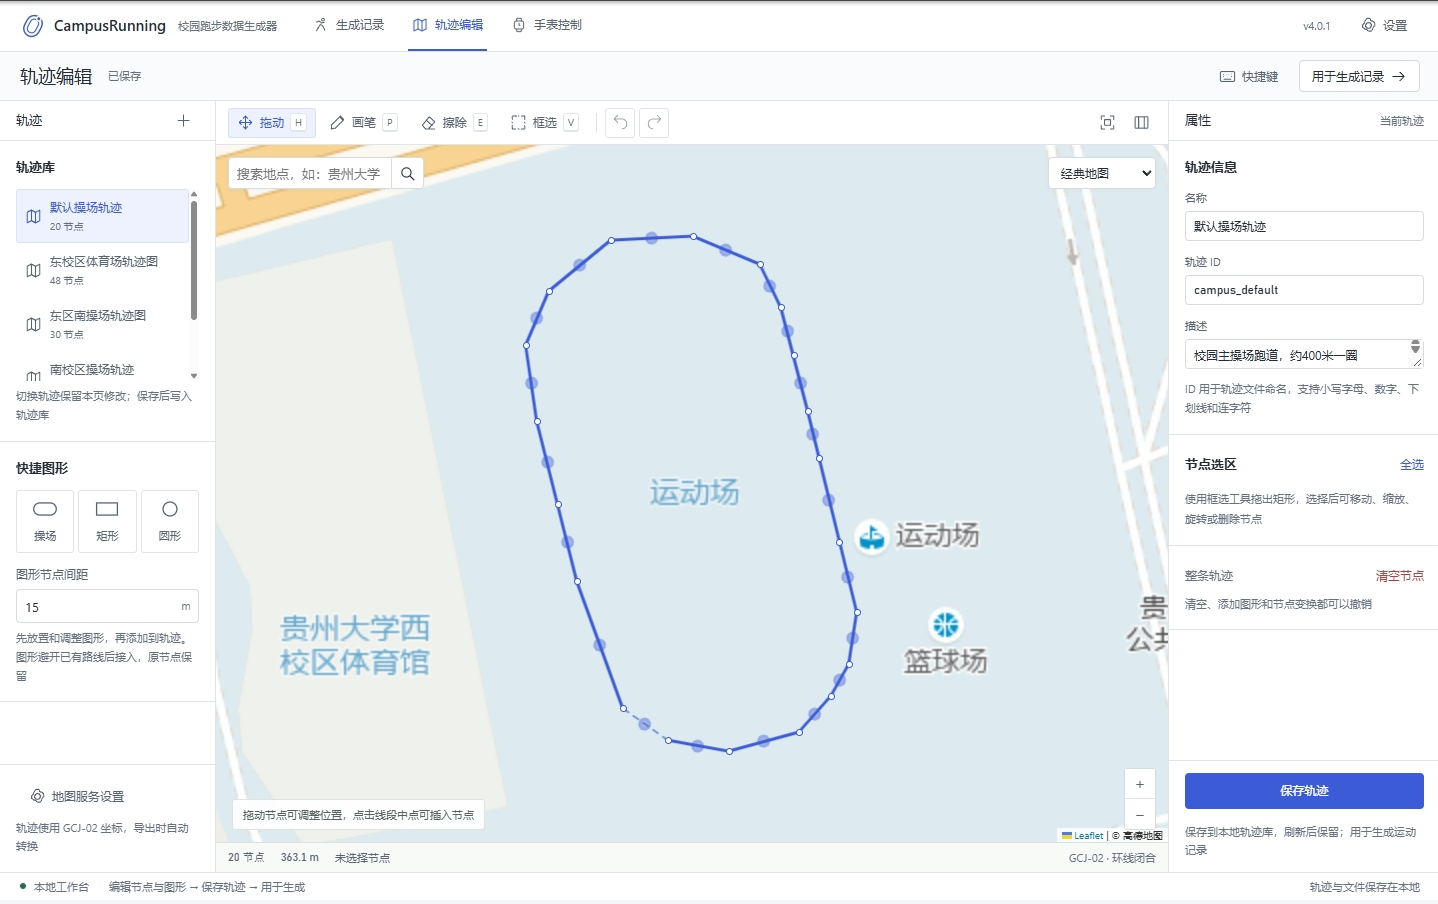 CampusRunning 校园跑步数据生成器 生成记录 轨迹编辑 手表控制 v4.0.1 设置
轨迹编辑 已保存 快捷键 用于生成记录 →
轨迹 拖动 H 画笔 P 擦除 E 框选 V 属性 当前轨迹
轨迹库
默认操场轨迹
20 节点
东校区体育场轨迹图
48 节点
东区南操场轨迹图
30 节点
南校区操场轨迹
切换轨迹保留本页修改；保存后写入
轨迹库
快捷图形
操场 矩形 圆形
图形节点间距
15 m
先放置和调整图形，再添加到轨迹。
图形避开已有路线后接入，原节点保
留
地图服务设置
轨迹使用 GCJ-02 坐标，导出时自动
转换
搜索地点，如：贵州大学
经典地图
运动场
运动场
篮球场
贵州大学西
校区体育馆
贵
公共
拖动节点可调整位置，点击线段中点可插入节点
+
−
Leaflet | © 高德地图
20 节点 363.1 m 未选择节点 GCJ-02 · 环线闭合
轨迹信息
名称
默认操场轨迹
轨迹 ID
campus_default
描述
校园主操场跑道，约400米一圈
ID 用于轨迹文件命名，支持小写字母、数字、下
划线和连字符
节点选区 全选
使用框选工具拖出矩形，选择后可移动、缩放、
旋转或删除节点
整条轨迹 清空节点
清空、添加图形和节点变换都可以撤销
保存轨迹
保存到本地轨迹库，刷新后保留；用于生成运动
记录
本地工作台 编辑节点与图形 → 保存轨迹 → 用于生成 轨迹与文件保存在本地